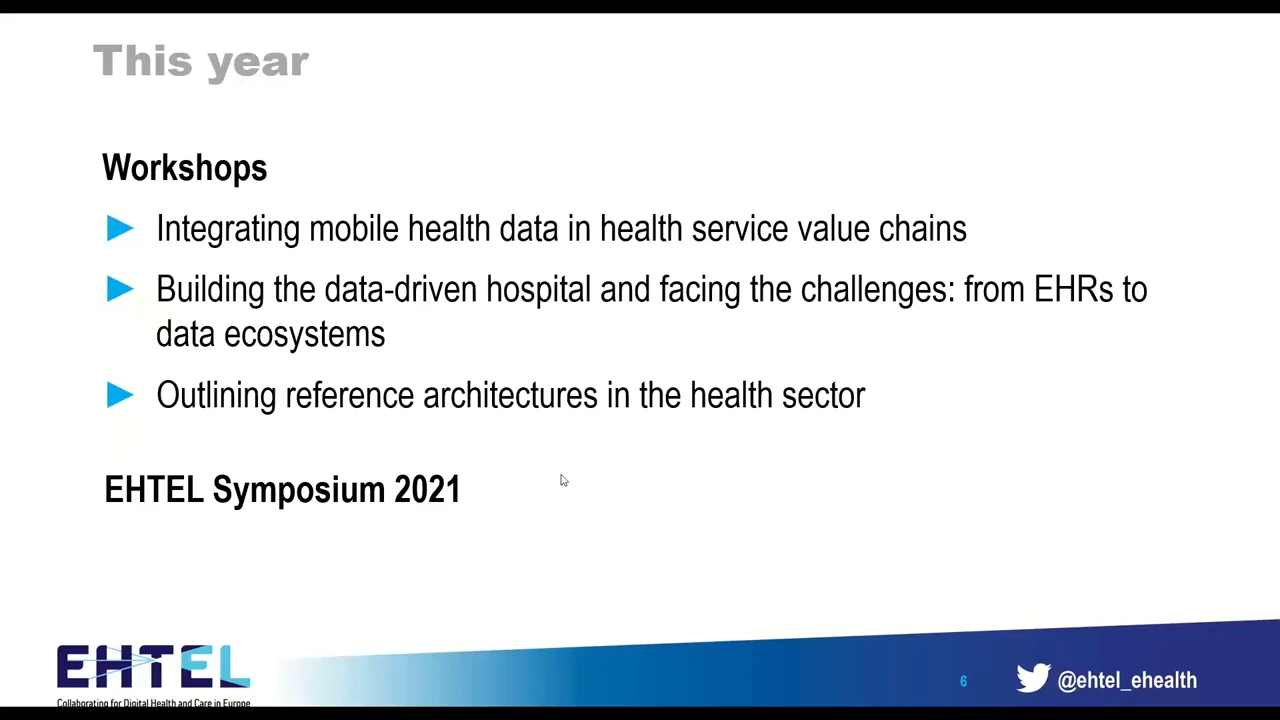 This year
Workshops
Integrating mobile health data in health service value chains
Building the data-driven hospital and facing the challenges: from EHRs to
data ecosystems
Outlining reference architectures in the health sector
EHTEL Symposium 2021
EHTEL
Collaborating for Digital Health and Care in Europe
6
@ehtel_ehealth